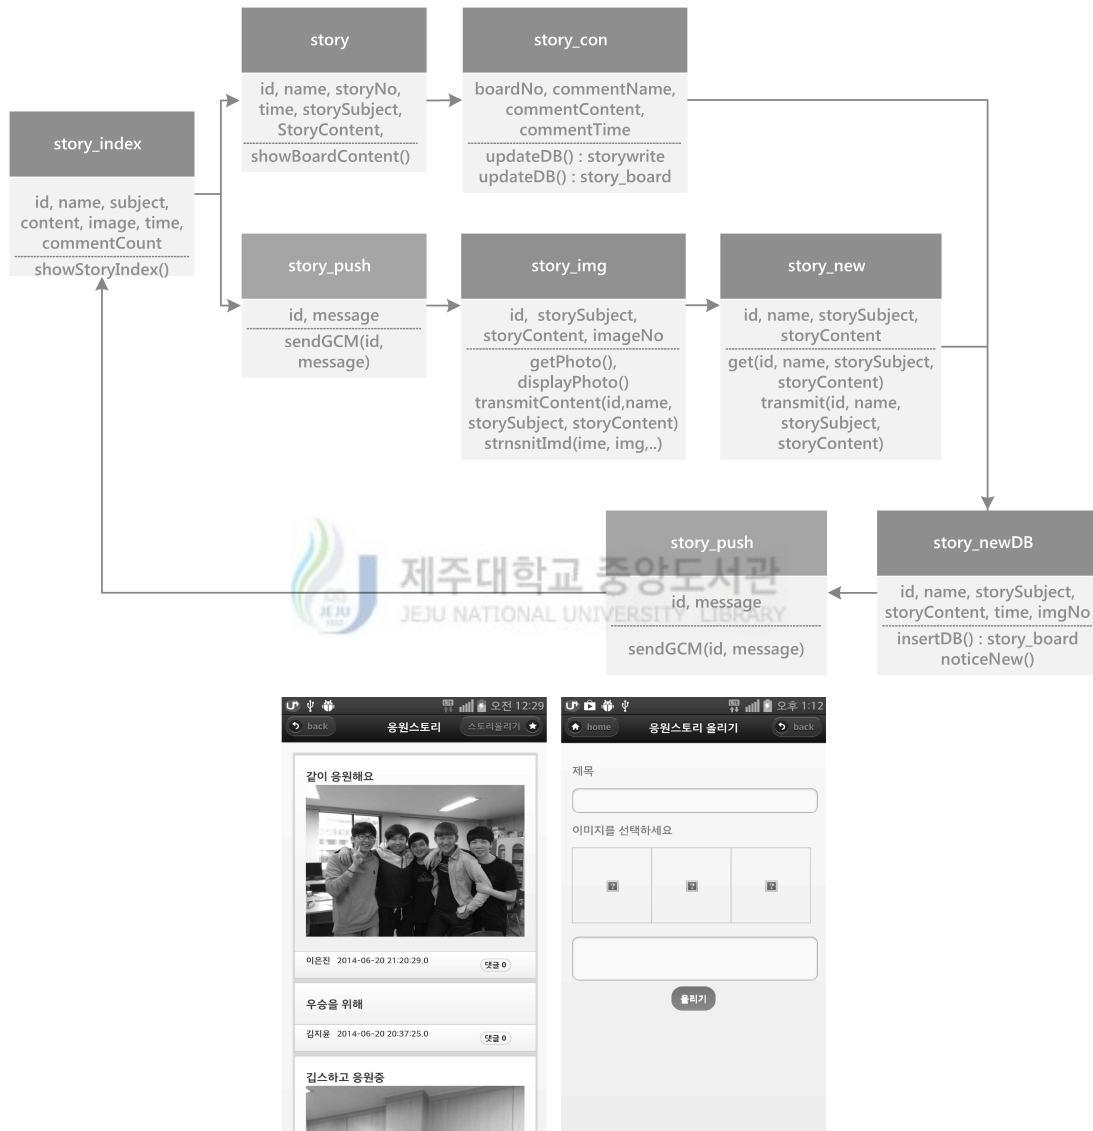 story
id, name, storyNo,
time, storySubject,
StoryContent,
showBoardContent()
story_con
boardNo, commentName,
commentContent,
commentTime
updateDB() : storywrite
updateDB() : story_board
story_index
id, name, subject,
content, image, time,
commentCount
showStoryIndex()
story_push
id, message
sendGCM(id,
message)
story_img
id, storySubject,
storyContent, imageNo
getPhoto(),
displayPhoto()
transmitContent(id,name,
storySubject, storyContent)
strnsnitImd(ime, img,..)
story_new
id, name, storySubject,
storyContent
get(id, name, storySubject,
storyContent)
transmit(id, name,
storySubject,
storyContent)
story_push
id, message
sendGCM(id, message)
story_newDB
id, name, storySubject,
storyContent, time, imgNo
insertDB() : story_board
noticeNew()
제주대학교 중앙도서관
JEJU NATIONAL UNIVERSITY LIBRARY
JEJU
1952
U+ LTE 오전 12:29
back 응원스토리 스토리올리기
같이 응원해요
이은진 2014-06-20 21:20:29.0 댓글 0
우승을 위해
김지윤 2014-06-20 20:37:25.0 댓글 0
깁스하고 응원중
U+ LTE 오후 1:12
home 응원스토리 올리기 back
제목
이미지를 선택하세요
? ? ?
올리기